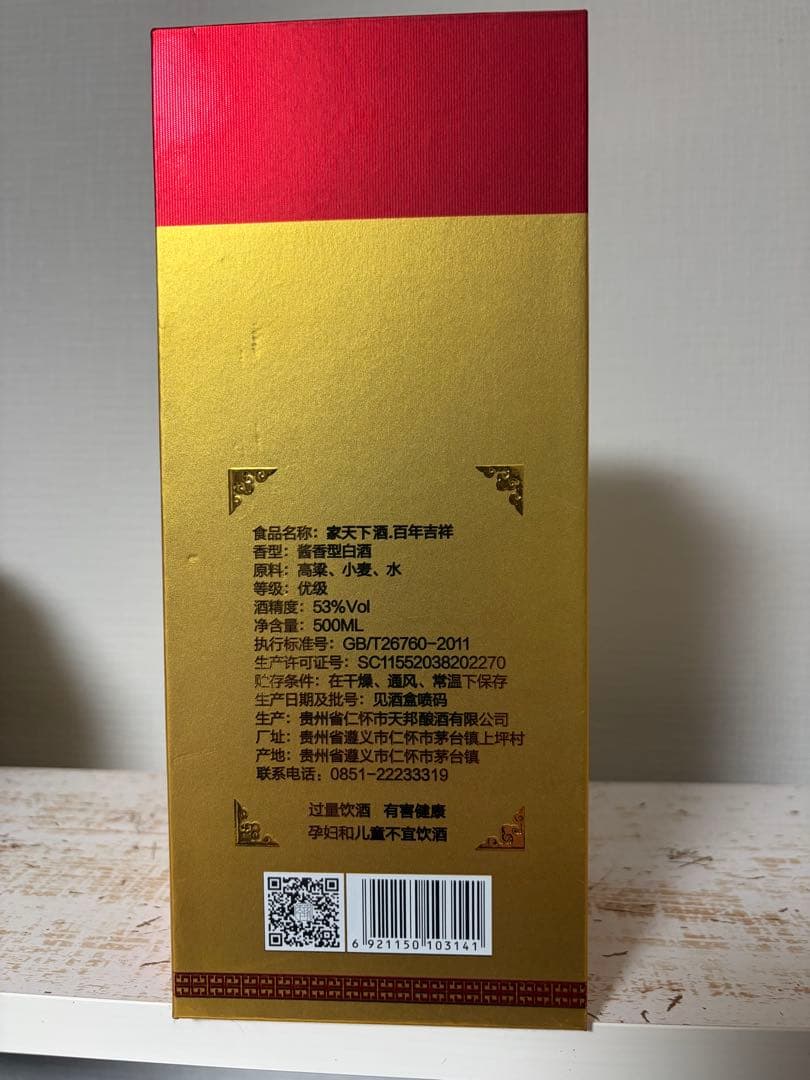 食品名称：家天下酒.百年吉祥
香型：酱香型白酒
原料：高粱、小麦、水
等级：优级
酒精度：53%Vol
净含量：500ML
执行标准号：GB/T26760-2011
生产许可证号：SC11552038202270
贮存条件：在干燥、通风、常温下保存
生产日期及批号：见酒盒喷码
生产：贵州省仁怀市天邦酿酒有限公司
厂址：贵州省遵义市仁怀市茅台镇上坪村
产地：贵州省遵义市仁怀市茅台镇
联系电话：0851-22233319
过量饮酒 有害健康
孕妇和儿童不宜饮酒
6 921150 103141